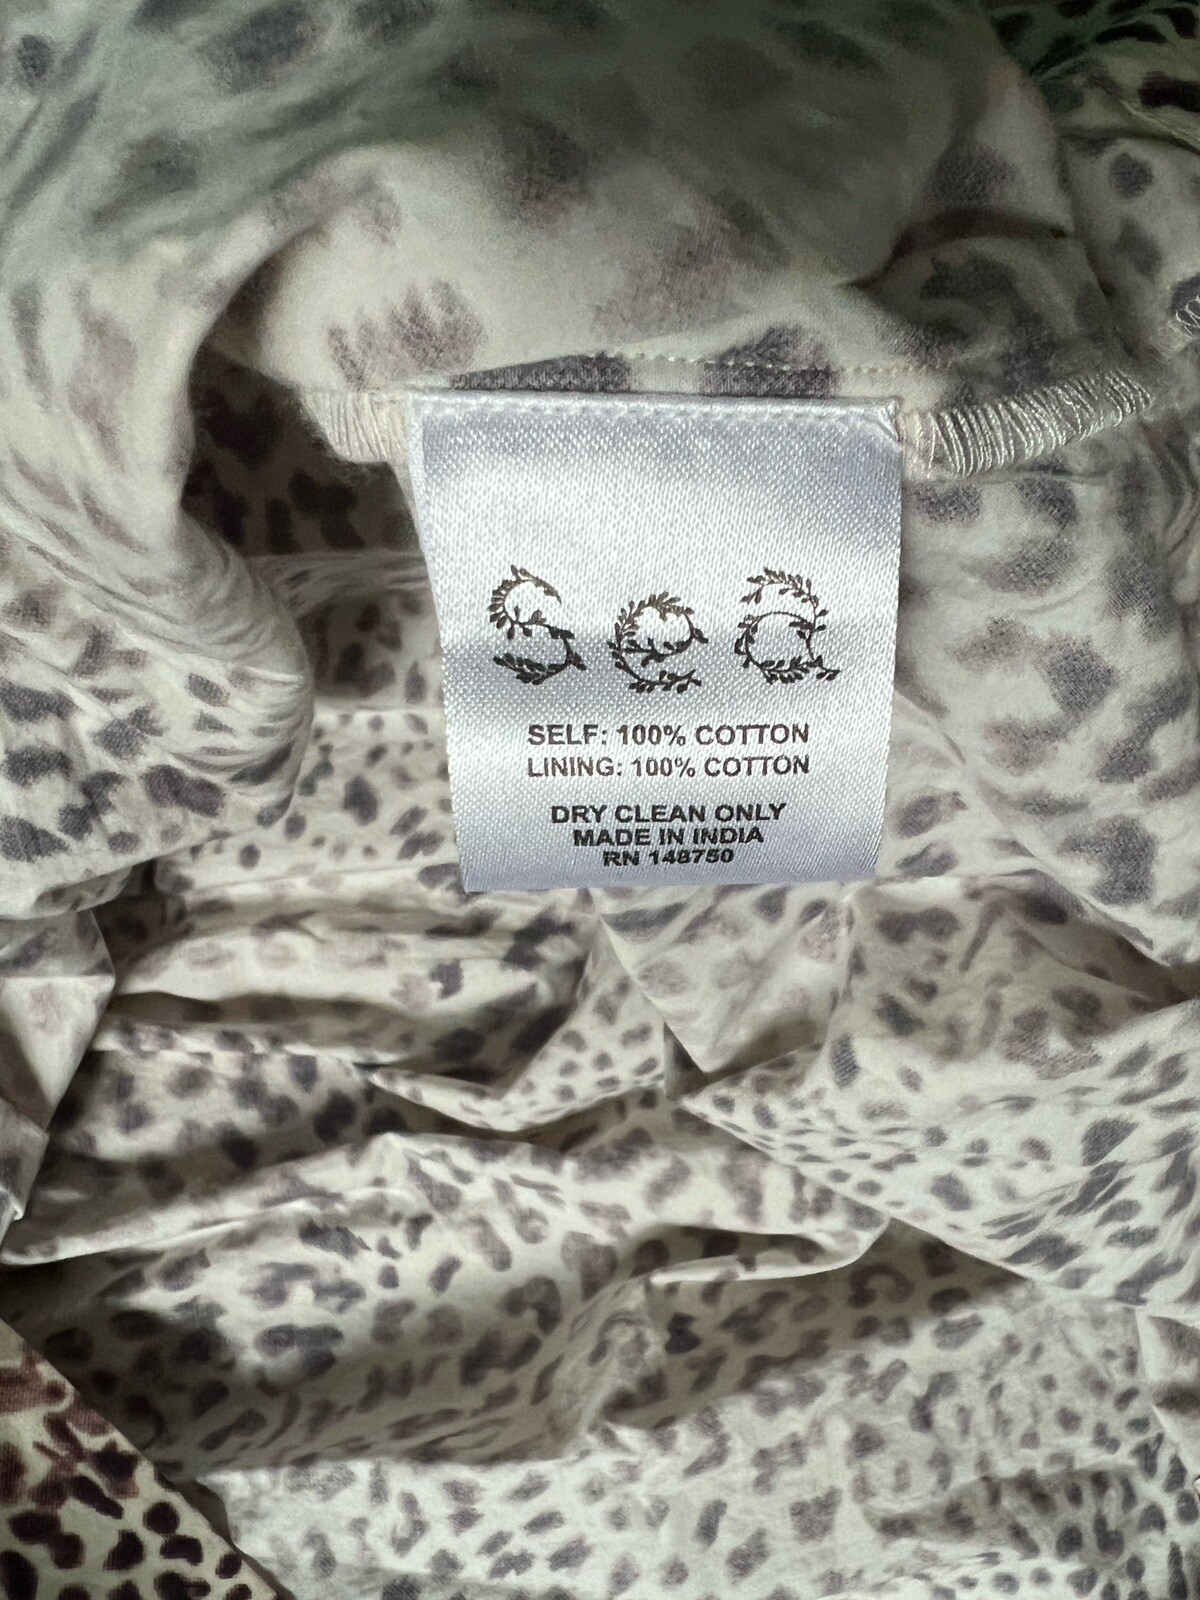 Sea
SELF: 100% COTTON
LINING: 100% COTTON
DRY CLEAN ONLY
MADE IN INDIA
RN 148750